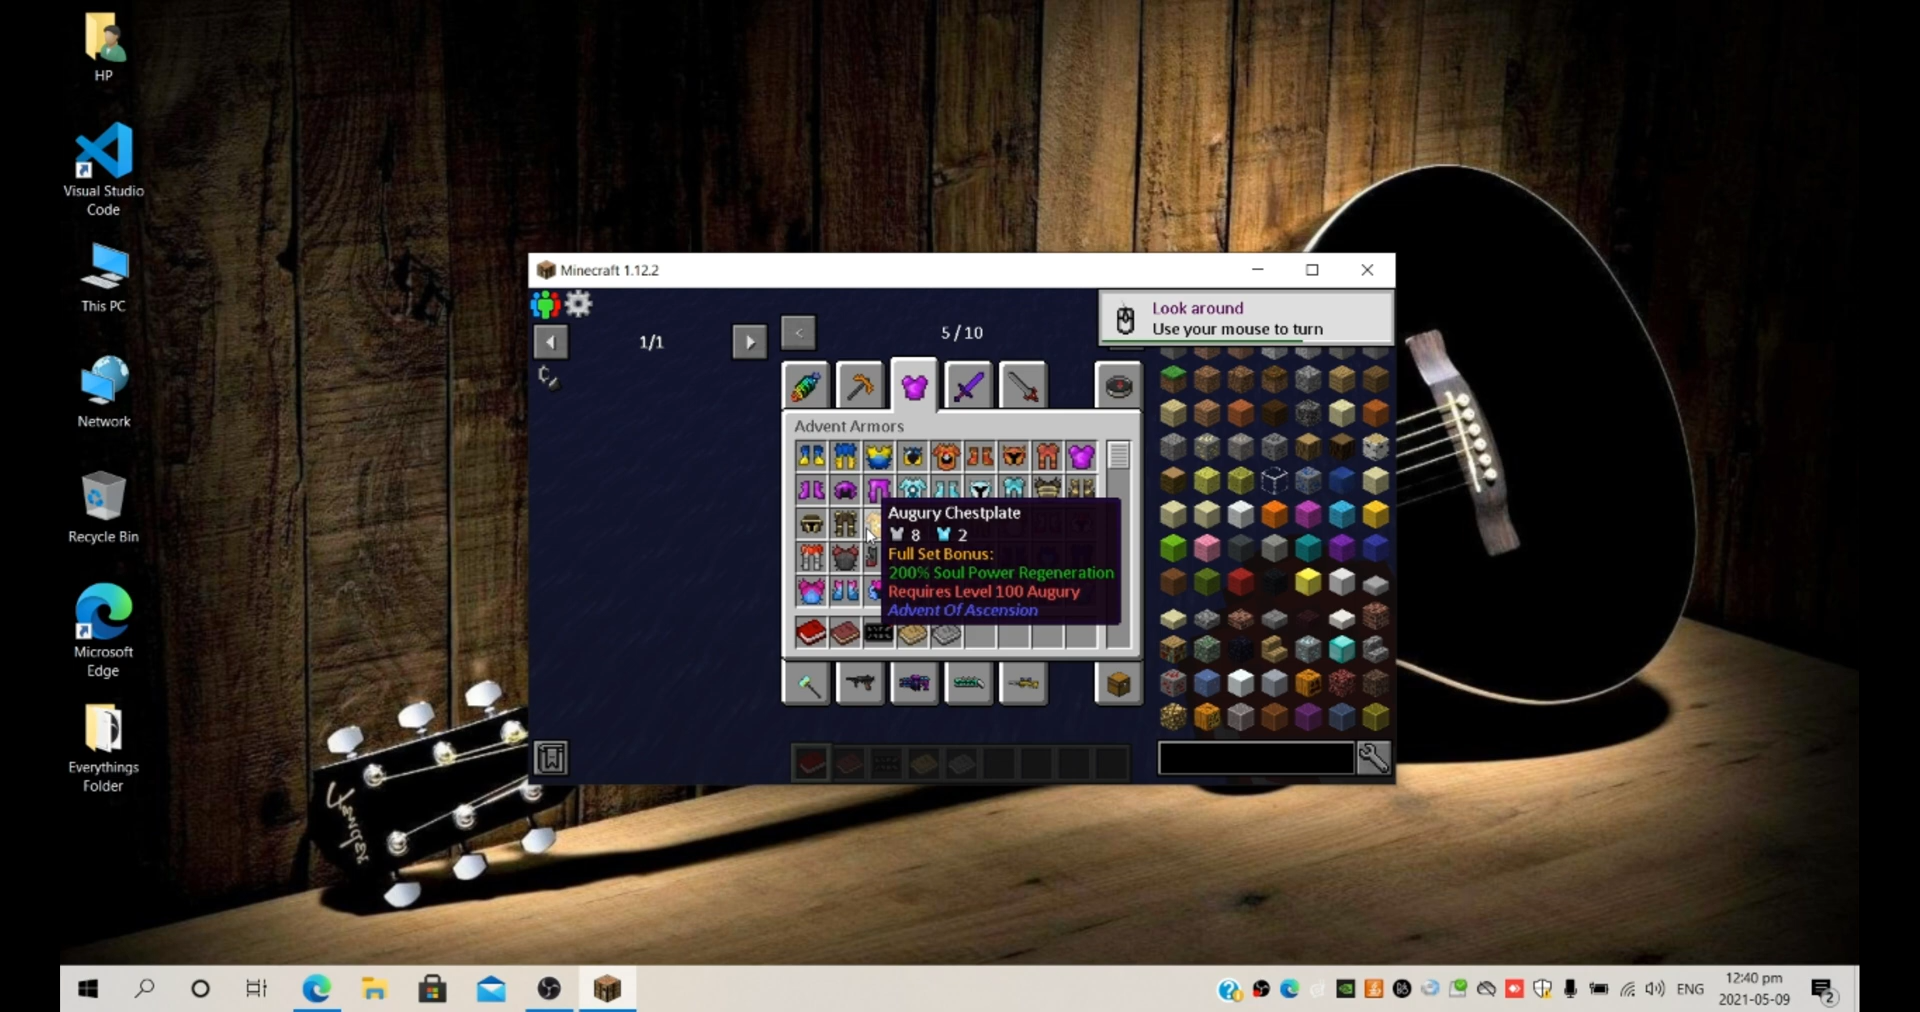 HP
Visual Studio
Code
This PC
Network
Recycle Bin
Microsoft
Edge
Everythings
Folder
Minecraft 1.12.2
Look around
Use your mouse to turn
1/1
<
5 / 10
Advent Armors
Augury Chestplate
8 2
Full Set Bonus:
200% Soul Power Regeneration
Requires Level 100 Augury
Advent Of Ascension
Fender
ENG
12:40 pm
2021-05-09
2